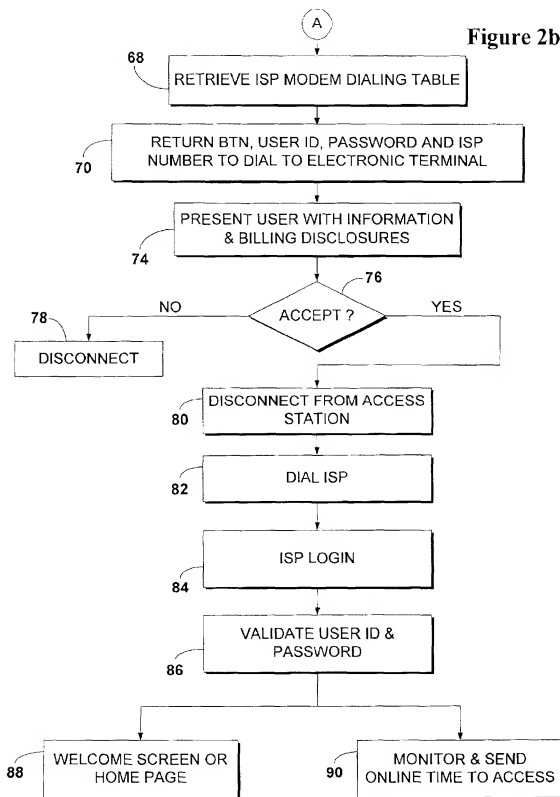 A
Figure 2b
68
RETRIEVE ISP MODEM DIALING TABLE
RETURN BTN, USER ID, PASSWORD AND ISP
NUMBER TO DIAL TO ELECTRONIC TERMINAL
70
PRESENT USER WITH INFORMATION
& BILLING DISCLOSURES
74
76
NO
ACCEPT ?
YES
78
DISCONNECT
DISCONNECT FROM ACCESS
STATION
80
DIAL ISP
82
ISP LOGIN
84
VALIDATE USER ID &
PASSWORD
86
WELCOME SCREEN OR
HOME PAGE
88
MONITOR & SEND
ONLINE TIME TO ACCESS
90